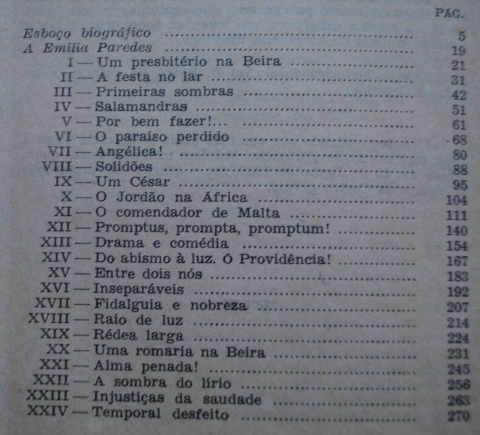 PÁG.
Esboço biográfico 5
A Emília Paredes 19
I — Um presbitério na Beira 21
II — A festa no lar 31
III — Primeiras sombras 42
IV — Salamandras 51
V — Por bem fazer!... 61
VI — O paraíso perdido 68
VII — Angélica! 80
VIII — Solidões 88
IX — Um César 95
X — O Jordão na África 104
XI — O comendador de Malta 111
XII — Promptus, prompta, promptum! 140
XIII — Drama e comédia 154
XIV — Do abismo à luz. Ó Providência! 167
XV — Entre dois nós 183
XVI — Inseparáveis 192
XVII — Fidalguia e nobreza 207
XVIII — Raio de luz 214
XIX — Rédea larga 224
XX — Uma romaria na Beira 231
XXI — Alma penada! 245
XXII — A sombra do lírio 256
XXIII — Injustiças da saudade 263
XXIV — Temporal desfeito 270